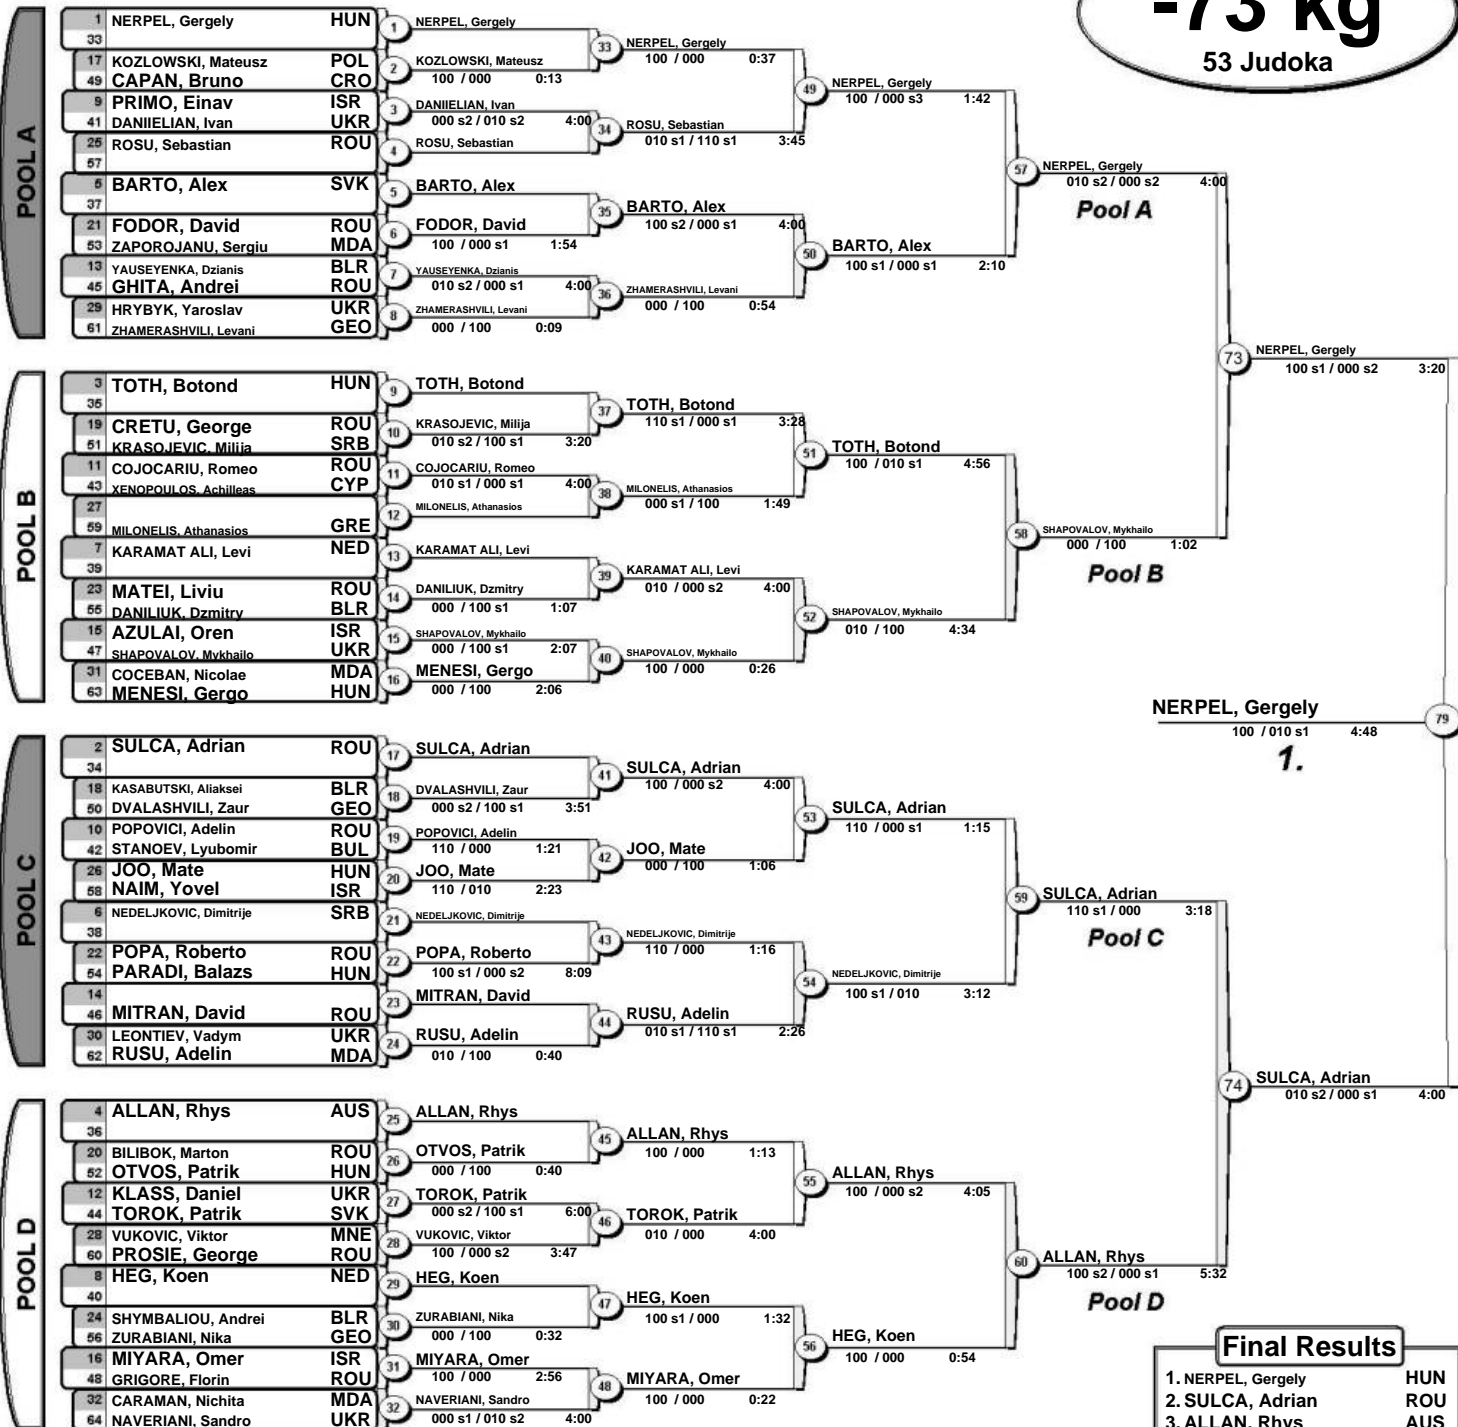 -73 kg
53 Judoka
POOL A
1 NERPEL, Gergely HUN
33
17 KOZLOWSKI, Mateusz POL
49 CAPAN, Bruno CRO
9 PRIMO, Einav ISR
41 DANIIELIAN, Ivan UKR
25 ROSU, Sebastian ROU
57
5 BARTO, Alex SVK
37
21 FODOR, David ROU
53 ZAPOROJANU, Sergiu MDA
13 YAUSEYENKA, Dzianis BLR
45 GHITA, Andrei ROU
29 HRYBYK, Yaroslav UKR
61 ZHAMERASHVILI, Levani GEO
1 NERPEL, Gergely
2 KOZLOWSKI, Mateusz
100 / 000 0:13
3 DANIIELIAN, Ivan
000 s2 / 010 s2 4:00
4 ROSU, Sebastian
5 BARTO, Alex
6 FODOR, David
100 / 000 s1 1:54
7 YAUSEYENKA, Dzianis
010 s2 / 000 s1 4:00
8 ZHAMERASHVILI, Levani
000 / 100 0:09
33 NERPEL, Gergely
100 / 000 0:37
34 ROSU, Sebastian
010 s1 / 110 s1 3:45
35 BARTO, Alex
100 s2 / 000 s1 4:00
36 ZHAMERASHVILI, Levani
000 / 100 0:54
49 NERPEL, Gergely
100 / 000 s3 1:42
50 BARTO, Alex
100 s1 / 000 s1 2:10
57 NERPEL, Gergely
010 s2 / 000 s2 4:00
Pool A
POOL B
3 TOTH, Botond HUN
35
19 CRETU, George ROU
51 KRASOJEVIC, Milija SRB
11 COJOCARIU, Romeo ROU
43 XENOPOULOS, Achilleas CYP
27
59 MILONELIS, Athanasios GRE
7 KARAMAT ALI, Levi NED
39
23 MATEI, Liviu ROU
55 DANILIUK, Dzmitry BLR
15 AZULAI, Oren ISR
47 SHAPOVALOV, Mykhailo UKR
31 COCEBAN, Nicolae MDA
63 MENESI, Gergo HUN
9 TOTH, Botond
10 KRASOJEVIC, Milija
010 s2 / 100 s1 3:20
11 COJOCARIU, Romeo
010 s1 / 000 s1 4:00
12 MILONELIS, Athanasios
13 KARAMAT ALI, Levi
14 DANILIUK, Dzmitry
000 / 100 s1 1:07
15 SHAPOVALOV, Mykhailo
000 / 100 s1 2:07
16 MENESI, Gergo
000 / 100 2:06
37 TOTH, Botond
110 s1 / 000 s1 3:28
38 MILONELIS, Athanasios
000 s1 / 100 1:49
39 KARAMAT ALI, Levi
010 / 000 s2 4:00
40 SHAPOVALOV, Mykhailo
100 / 000 0:26
51 TOTH, Botond
100 / 010 s1 4:56
52 SHAPOVALOV, Mykhailo
010 / 100 4:34
58 SHAPOVALOV, Mykhailo
000 / 100 1:02
Pool B
73 NERPEL, Gergely
100 s1 / 000 s2 3:20
NERPEL, Gergely 79
100 / 010 s1 4:48
1.
POOL C
2 SULCA, Adrian ROU
34
18 KASABUTSKI, Aliaksei BLR
50 DVALASHVILI, Zaur GEO
10 POPOVICI, Adelin ROU
42 STANOEV, Lyubomir BUL
26 JOO, Mate HUN
58 NAIM, Yovel ISR
6 NEDELJKOVIC, Dimitrije SRB
38
22 POPA, Roberto ROU
54 PARADI, Balazs HUN
14
46 MITRAN, David ROU
30 LEONTIEV, Vadym UKR
62 RUSU, Adelin MDA
17 SULCA, Adrian
18 DVALASHVILI, Zaur
000 s2 / 100 s1 3:51
19 POPOVICI, Adelin
110 / 000 1:21
20 JOO, Mate
110 / 010 2:23
21 NEDELJKOVIC, Dimitrije
22 POPA, Roberto
100 s1 / 000 s2 8:09
23 MITRAN, David
24 RUSU, Adelin
010 / 100 0:40
41 SULCA, Adrian
100 / 000 s2 4:00
42 JOO, Mate
000 / 100 1:06
43 NEDELJKOVIC, Dimitrije
110 / 000 1:16
44 RUSU, Adelin
010 s1 / 110 s1 2:26
53 SULCA, Adrian
110 / 000 s1 1:15
54 NEDELJKOVIC, Dimitrije
100 s1 / 010 3:12
59 SULCA, Adrian
110 s1 / 000 3:18
Pool C
POOL D
4 ALLAN, Rhys AUS
36
20 BILIBOK, Marton ROU
52 OTVOS, Patrik HUN
12 KLASS, Daniel UKR
44 TOROK, Patrik SVK
28 VUKOVIC, Viktor MNE
60 PROSIE, George ROU
8 HEG, Koen NED
40
24 SHYMBALIOU, Andrei BLR
56 ZURABIANI, Nika GEO
16 MIYARA, Omer ISR
48 GRIGORE, Florin ROU
32 CARAMAN, Nichita MDA
64 NAVERIANI, Sandro UKR
25 ALLAN, Rhys
26 OTVOS, Patrik
000 / 100 0:40
27 TOROK, Patrik
000 s2 / 100 s1 6:00
28 VUKOVIC, Viktor
100 / 000 s2 3:47
29 HEG, Koen
30 ZURABIANI, Nika
000 / 100 0:32
31 MIYARA, Omer
100 / 000 2:56
32 NAVERIANI, Sandro
000 s1 / 010 s2 4:00
45 ALLAN, Rhys
100 / 000 1:13
46 TOROK, Patrik
010 / 000 4:00
47 HEG, Koen
100 s1 / 000 1:32
48 MIYARA, Omer
100 / 000 0:22
55 ALLAN, Rhys
100 / 000 s2 4:05
56 HEG, Koen
100 / 000 0:54
60 ALLAN, Rhys
100 s2 / 000 s1 5:32
Pool D
74 SULCA, Adrian
010 s2 / 000 s1 4:00
Final Results
1. NERPEL, Gergely HUN
2. SULCA, Adrian ROU
3. ALLAN, Rhys AUS